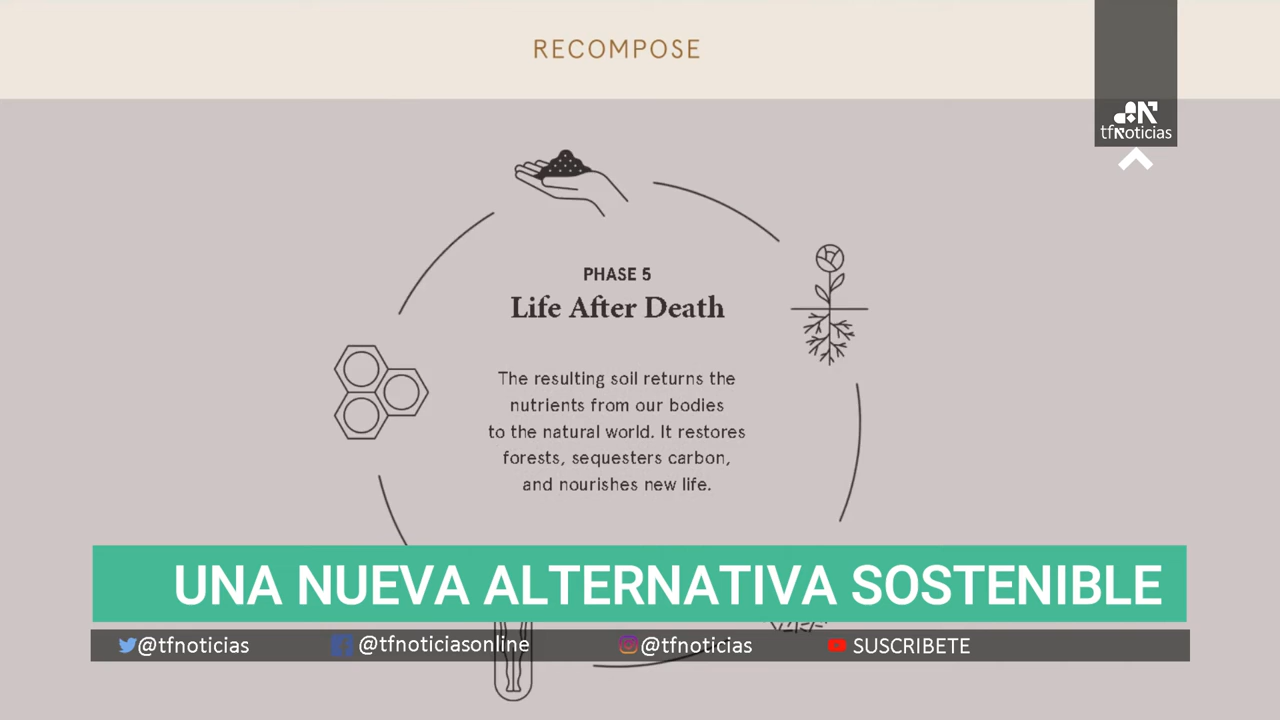 RECOMPOSE
tfNoticias
PHASE 5
Life After Death
The resulting soil returns the
nutrients from our bodies
to the natural world. It restores
forests, sequesters carbon,
and nourishes new life.
UNA NUEVA ALTERNATIVA SOSTENIBLE
@tfnoticias
@tfnoticiasonline
@tfnoticias
SUSCRIBETE